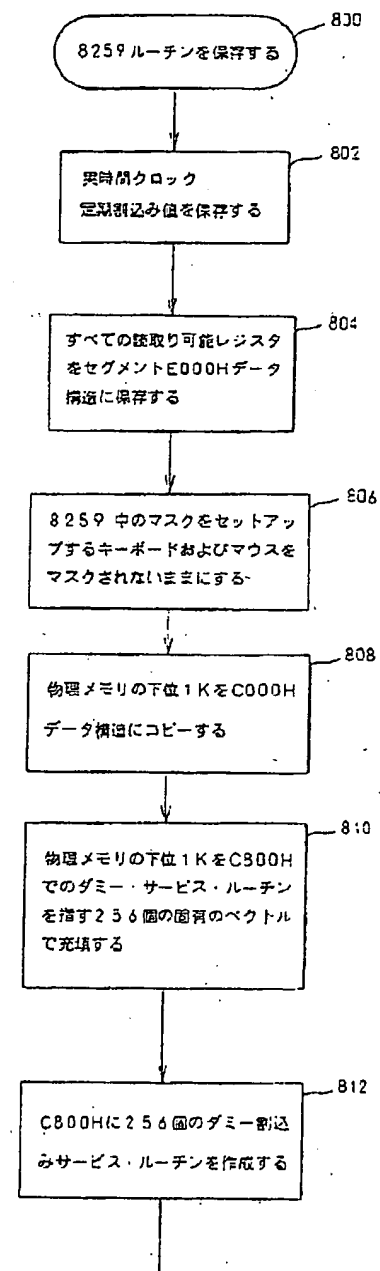 800
8259ルーチンを保存する
802
実時間クロック
定期割込み値を保存する
804
すべての読取り可能レジスタ
をセグメントE000Hデータ
構造に保存する
806
8259中のマスクをセットアッ
プするキーボードおよびマウスを
マスクされないままにする
808
物理メモリの下位1KをC000H
データ構造にコピーする
810
物理メモリの下位1KをC800H
でのダミー・サービス・ルーチン
を指す256個の固有のベクトル
で充填する
812
C800Hに256個のダミー割込
みサービス・ルーチンを作成する